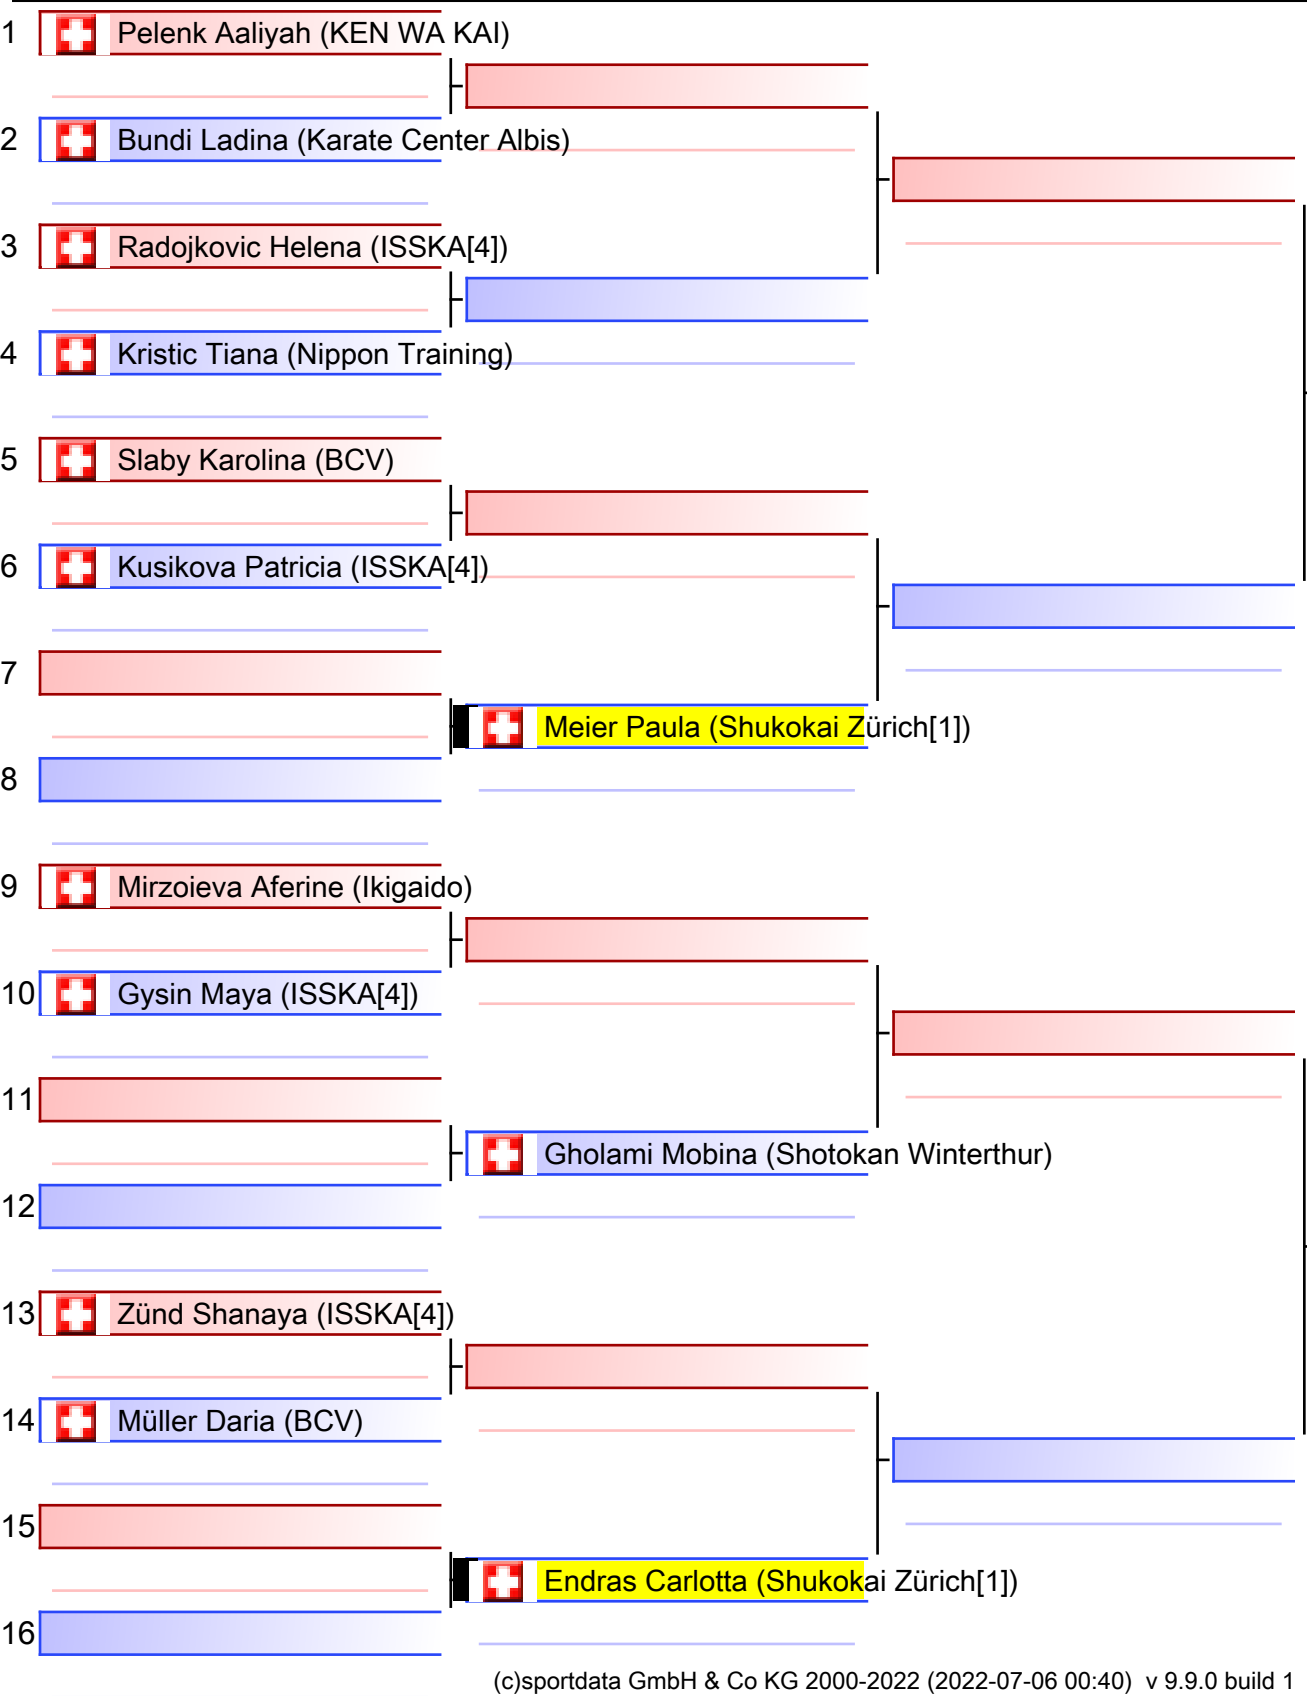 1 Pelenk Aaliyah (KEN WA KAI)
2 Bundi Ladina (Karate Center Albis)
3 Radojkovic Helena (ISSKA[4])
4 Kristic Tiana (Nippon Training)
5 Slaby Karolina (BCV)
6 Kusikova Patricia (ISSKA[4])
7
Meier Paula (Shukokai Zürich[1])
8
9 Mirzoieva Aferine (Ikigaido)
10 Gysin Maya (ISSKA[4])
11
Gholami Mobina (Shotokan Winterthur)
12
13 Zünd Shanaya (ISSKA[4])
14 Müller Daria (BCV)
15
Endras Carlotta (Shukokai Zürich[1])
16
(c)sportdata GmbH & Co KG 2000-2022 (2022-07-06 00:40) v 9.9.0 build 1